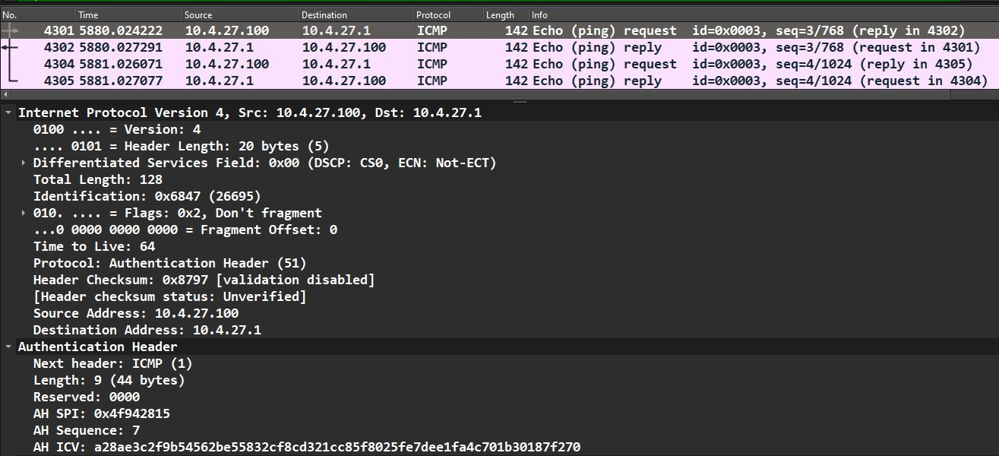 No. Time Source Destination Protocol Length Info
4301 5880.024222 10.4.27.100 10.4.27.1 ICMP 142 Echo (ping) request id=0x0003, seq=3/768 (reply in 4302)
4302 5880.027291 10.4.27.1 10.4.27.100 ICMP 142 Echo (ping) reply id=0x0003, seq=3/768 (request in 4301)
4304 5881.026071 10.4.27.100 10.4.27.1 ICMP 142 Echo (ping) request id=0x0003, seq=4/1024 (reply in 4305)
4305 5881.027077 10.4.27.1 10.4.27.100 ICMP 142 Echo (ping) reply id=0x0003, seq=4/1024 (request in 4304)
Internet Protocol Version 4, Src: 10.4.27.100, Dst: 10.4.27.1
0100 .... = Version: 4
.... 0101 = Header Length: 20 bytes (5)
Differentiated Services Field: 0x00 (DSCP: CS0, ECN: Not-ECT)
Total Length: 128
Identification: 0x6847 (26695)
010. .... = Flags: 0x2, Don't fragment
...0 0000 0000 0000 = Fragment Offset: 0
Time to Live: 64
Protocol: Authentication Header (51)
Header Checksum: 0x8797 [validation disabled]
[Header checksum status: Unverified]
Source Address: 10.4.27.100
Destination Address: 10.4.27.1
Authentication Header
Next header: ICMP (1)
Length: 9 (44 bytes)
Reserved: 0000
AH SPI: 0x4f942815
AH Sequence: 7
AH ICV: a28ae3c2f9b54562be55832cf8cd321cc85f8025fe7dee1fa4c701b30187f270